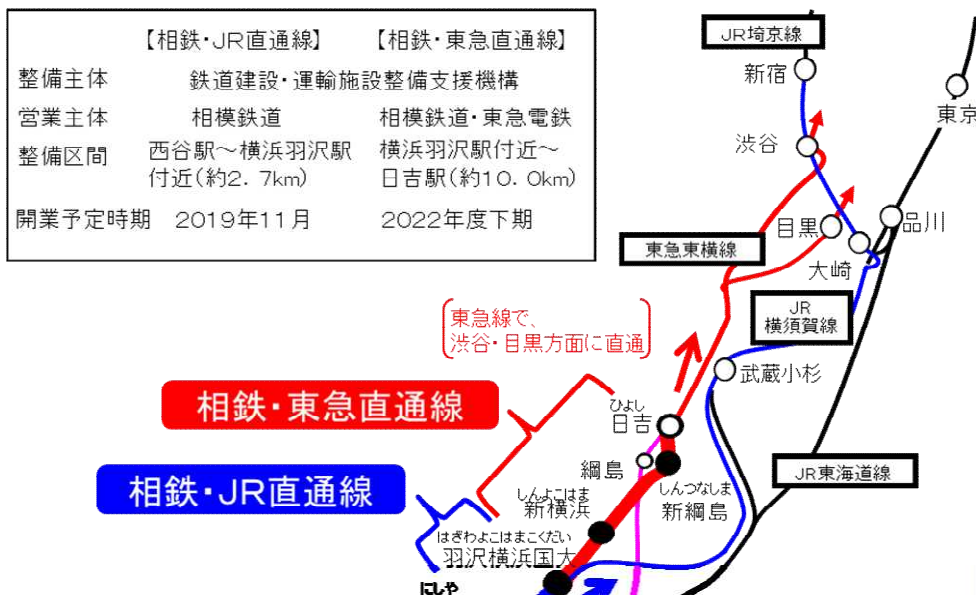 【相鉄・JR直通線】 【相鉄・東急直通線】
整備主体 鉄道建設・運輸施設整備支援機構
営業主体 相模鉄道 相模鉄道・東急電鉄
整備区間 西谷駅～横浜羽沢駅 横浜羽沢駅付近～
付近(約2．7km) 日吉駅(約10．0km)
開業予定時期 2019年11月 2022年度下期
JR埼京線
新宿
東京
渋谷
目黒
品川
東急東横線
大崎
JR
横須賀線
東急線で、
渋谷・目黒方面に直通
武蔵小杉
相鉄・東急直通線
ひよし
日吉
綱島
JR東海道線
相鉄・JR直通線
しんつなしま
新綱島
しんよこはま
新横浜
はざわよこはまこくだい
羽沢横浜国大
にしや